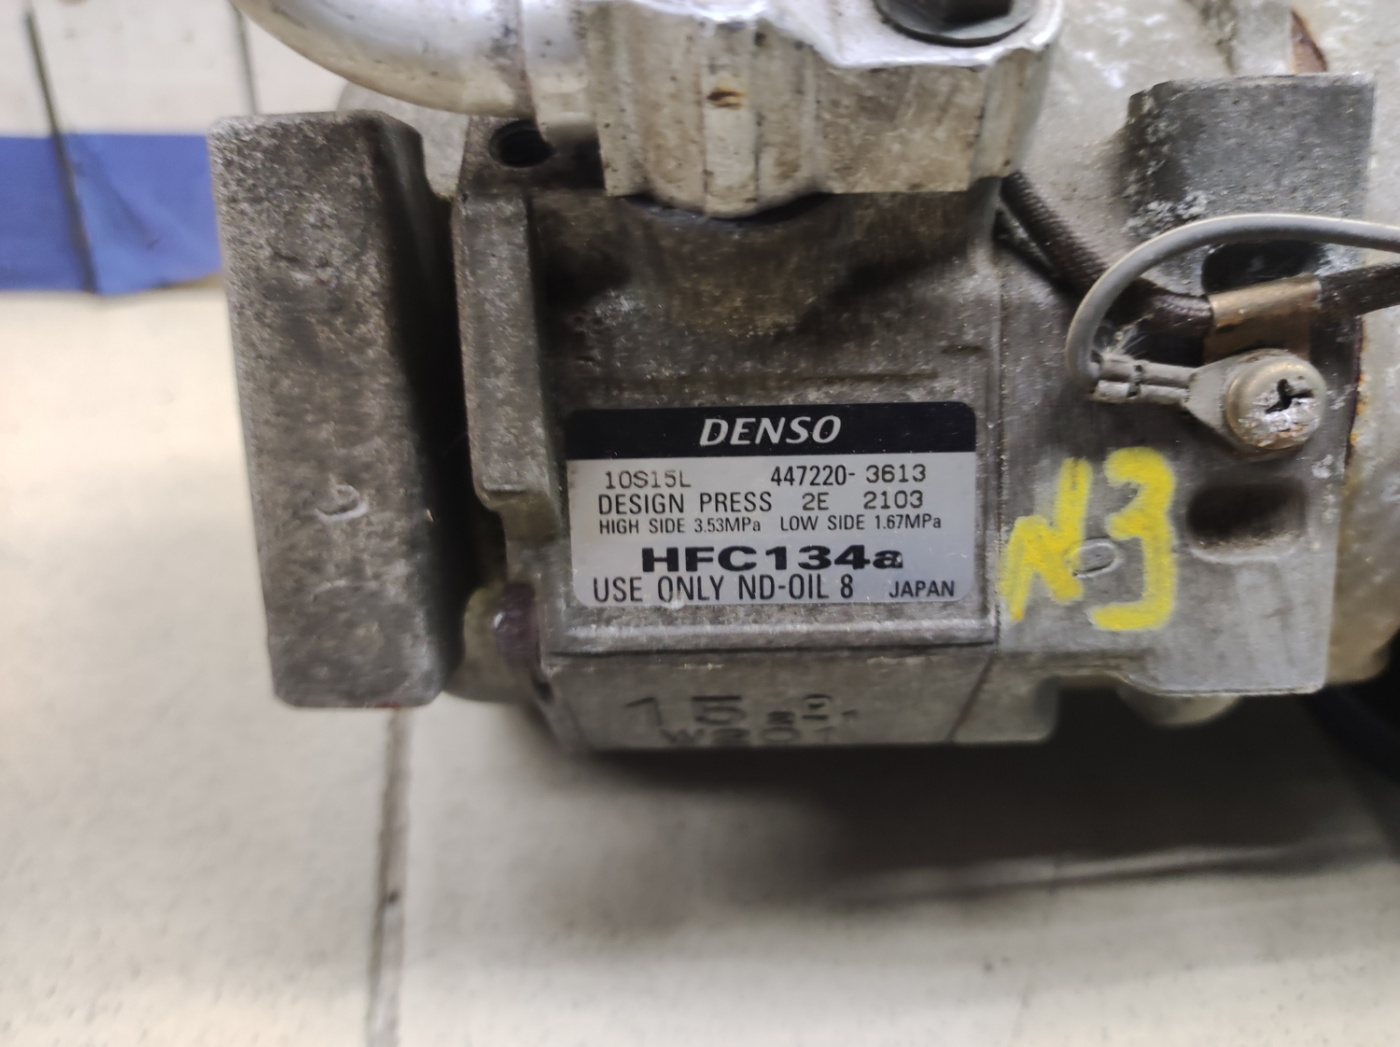 DENSO
10S15L 447220-3613
DESIGN PRESS 2E 2103
HIGH SIDE 3.53MPa LOW SIDE 1.67MPa
HFC134a
USE ONLY ND-OIL 8 JAPAN
N3
15